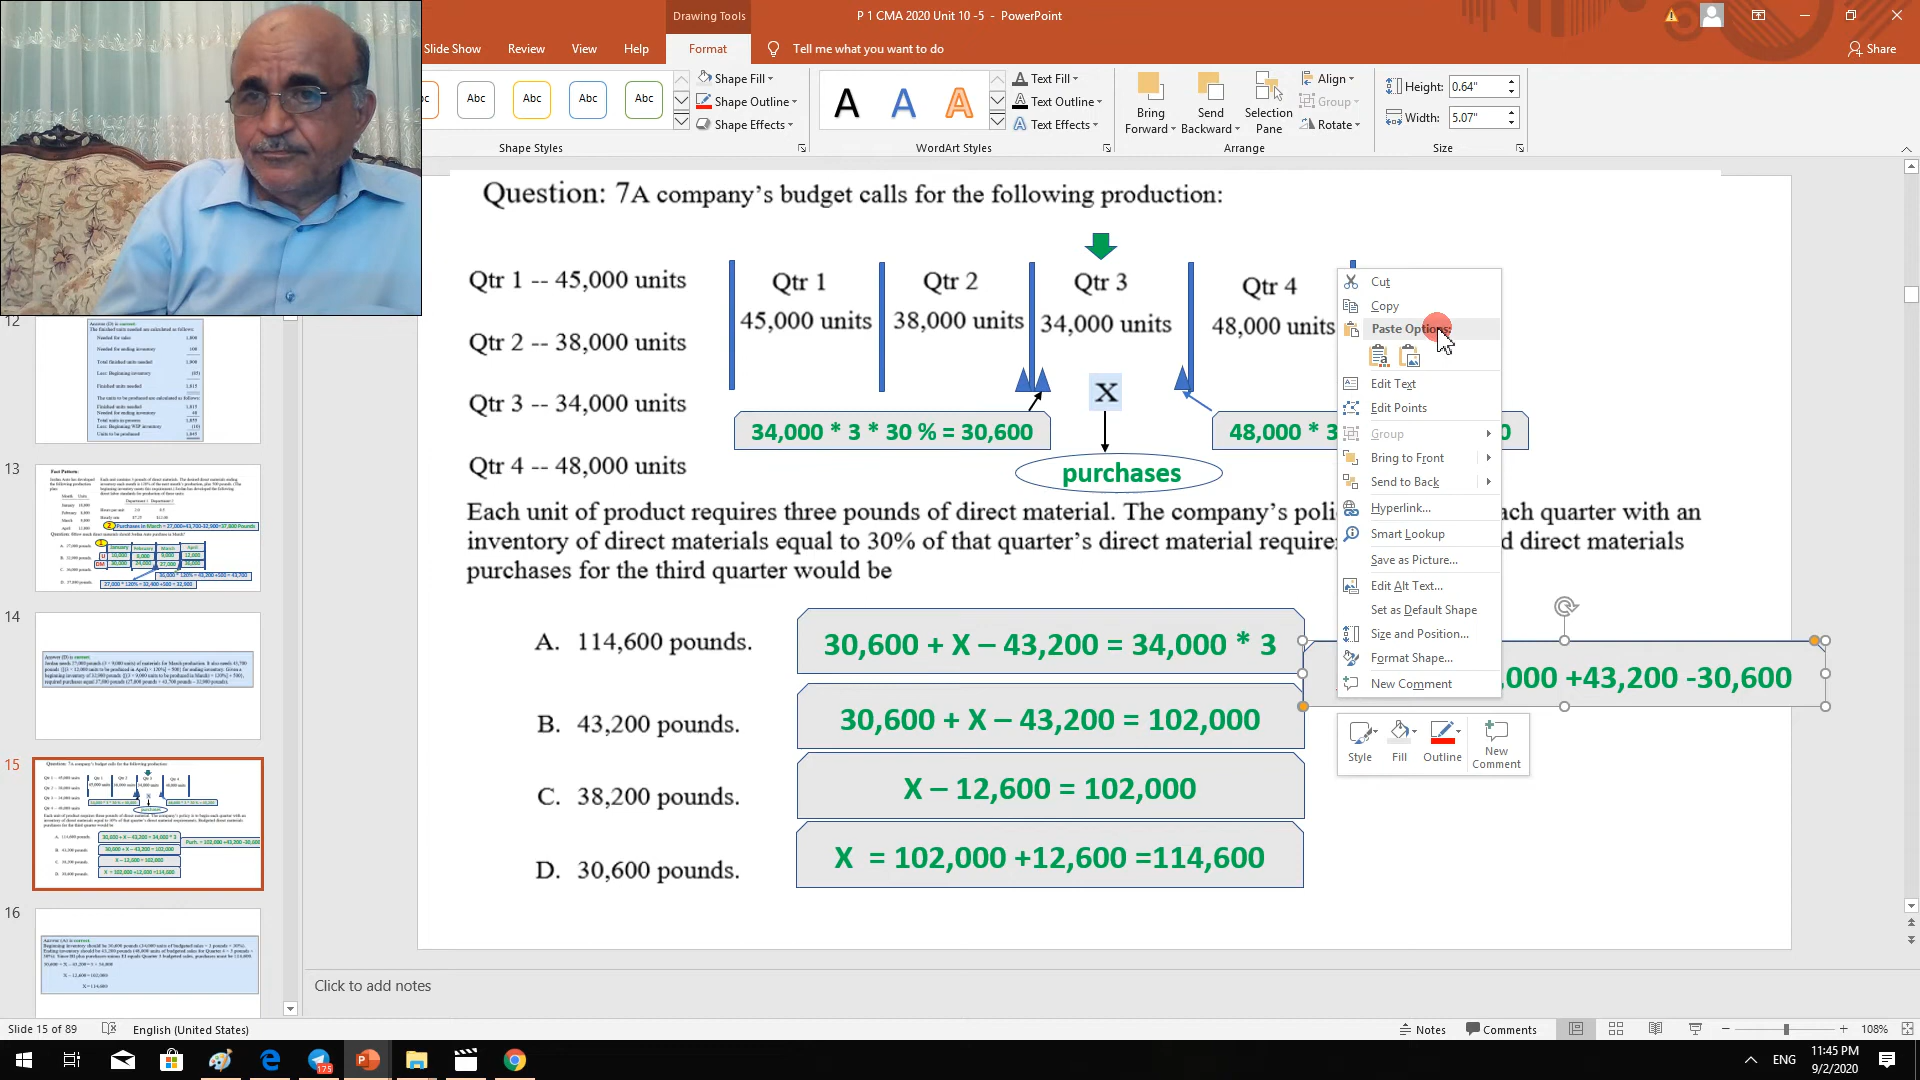 Drawing Tools
P 1 CMA 2020 Unit 10 -5 - PowerPoint
Slide Show Review View Help Format Tell me what you want to do
Share
Abc Abc Abc Abc
Shape Fill
Shape Outline
Shape Effects
Shape Styles
A A A
Text Fill
Text Outline
Text Effects
WordArt Styles
Bring Forward
Send Backward
Selection Pane
Align
Group
Rotate
Arrange
Height: 0.64"
Width: 5.07"
Size
12
13
14
15
16
Question: 7A company's budget calls for the following production:
Qtr 1 -- 45,000 units
Qtr 2 -- 38,000 units
Qtr 3 -- 34,000 units
Qtr 4 -- 48,000 units
Qtr 1 Qtr 2 Qtr 3 Qtr 4
45,000 units 38,000 units 34,000 units 48,000 units
X
34,000 * 3 * 30 % = 30,600
48,000 * 3
0
purchases
Each unit of product requires three pounds of direct material. The company's poli ach quarter with an
inventory of direct materials equal to 30% of that quarter's direct material require d direct materials
purchases for the third quarter would be
A. 114,600 pounds.
B. 43,200 pounds.
C. 38,200 pounds.
D. 30,600 pounds.
30,600 + X – 43,200 = 34,000 * 3
30,600 + X – 43,200 = 102,000
X – 12,600 = 102,000
X = 102,000 +12,600 =114,600
,000 +43,200 -30,600
Cut
Copy
Paste Options:
Edit Text
Edit Points
Group
Bring to Front
Send to Back
Hyperlink...
Smart Lookup
Save as Picture...
Edit Alt Text...
Set as Default Shape
Size and Position...
Format Shape...
New Comment
Style Fill Outline New Comment
Click to add notes
Slide 15 of 89
English (United States)
Notes Comments
108%
175
ENG
11:45 PM
9/2/2020